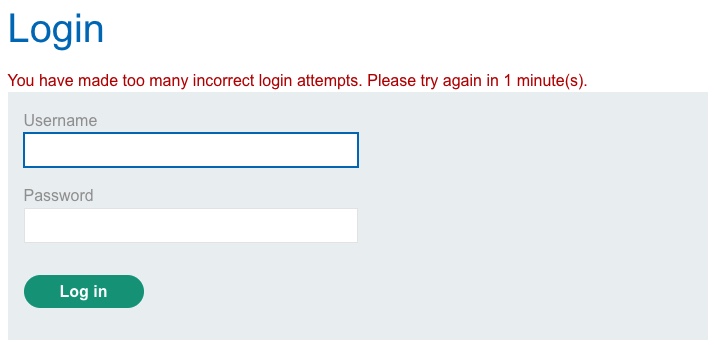 Login
You have made too many incorrect login attempts. Please try again in 1 minute(s).
Username
Password
Log in